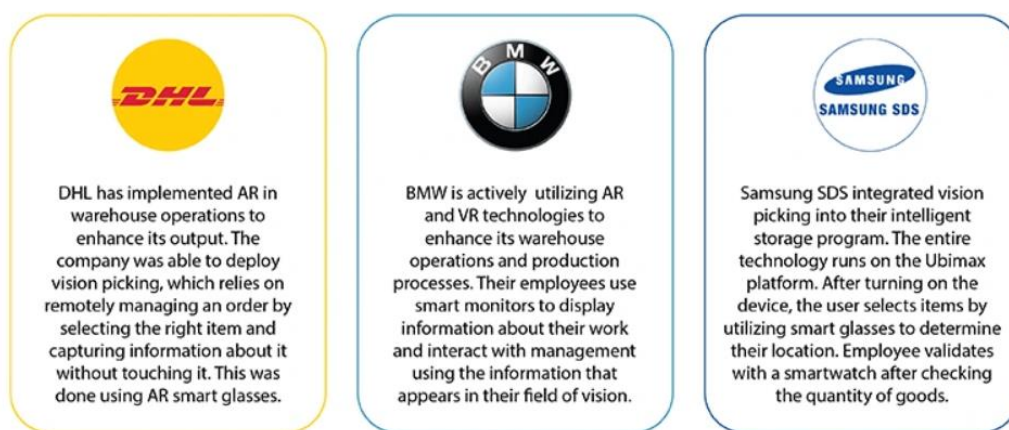 DHL
DHL has implemented AR in
warehouse operations to
enhance its output. The
company was able to deploy
vision picking, which relies on
remotely managing an order by
selecting the right item and
capturing information about it
without touching it. This was
done using AR smart glasses.
BMW
BMW is actively utilizing AR
and VR technologies to
enhance its warehouse
operations and production
processes. Their employees use
smart monitors to display
information about their work
and interact with management
using the information that
appears in their field of vision.
SAMSUNG
SAMSUNG SDS
Samsung SDS integrated vision
picking into their intelligent
storage program. The entire
technology runs on the Ubimax
platform. After turning on the
device, the user selects items by
utilizing smart glasses to determine
their location. Employee validates
with a smartwatch after checking
the quantity of goods.